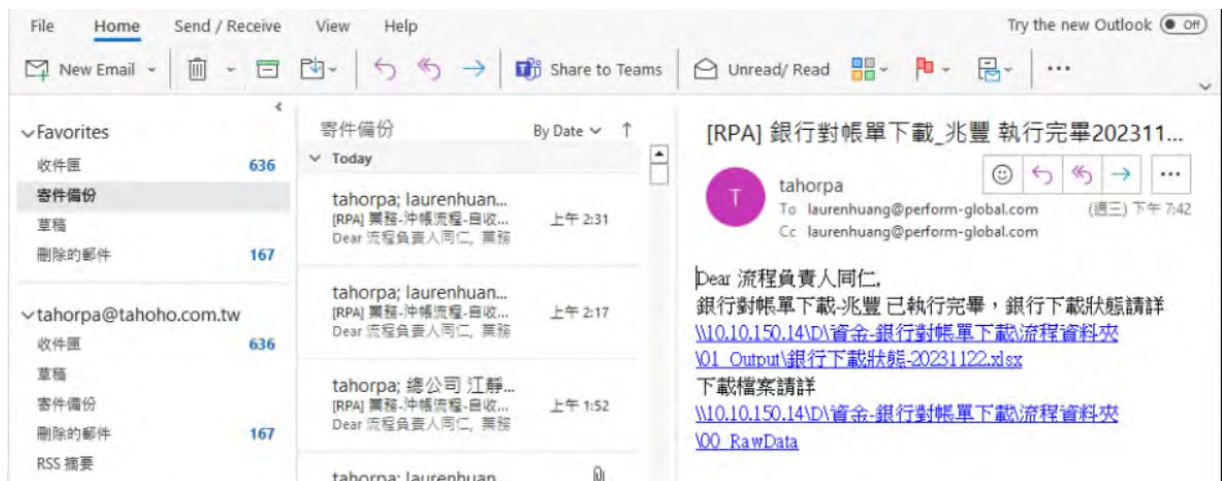 File Home Send / Receive View Help Try the new Outlook Off
New Email Share to Teams Unread/ Read ...
Favorites
收件匣 636
寄件備份
草稿
刪除的郵件 167
tahorpa@tahoho.com.tw
收件匣 636
草稿
寄件備份
刪除的郵件 167
RSS 摘要
寄件備份 By Date
Today
tahorpa; laurenhuan...
[RPA] 業務-沖帳流程-自收... 上午 2:31
Dear 流程負責人同仁, 業務
tahorpa; laurenhuan...
[RPA] 業務-沖帳流程-自收... 上午 2:17
Dear 流程負責人同仁, 業務
tahorpa; 總公司 江靜...
[RPA] 業務-沖帳流程-自收... 上午 1:52
Dear 流程負責人同仁, 業務
tahorpa; laurenhuan...
[RPA] 銀行對帳單下載_兆豐 執行完畢202311...
T
tahorpa
To laurenhuang@perform-global.com (週三) 下午 7:42
Cc laurenhuang@perform-global.com
Dear 流程負責人同仁,
銀行對帳單下載-兆豐 已執行完畢,銀行下載狀態請詳
\\10.10.150.14\D\資金-銀行對帳單下載\流程資料夾
\01_Output\銀行下載狀態-20231122.xlsx
下載檔案請詳
\\10.10.150.14\D\資金-銀行對帳單下載\流程資料夾
\00_RawData